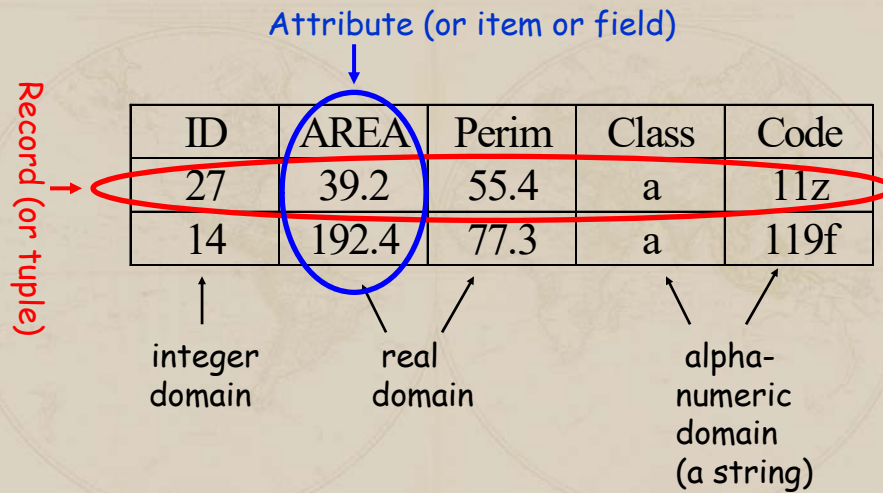 Attribute (or item or field)
Record (or tuple)
ID AREA Perim Class Code
27 39.2 55.4 a 11z
14 192.4 77.3 a 119f
integer
domain
real
domain
alpha-
numeric
domain
(a string)